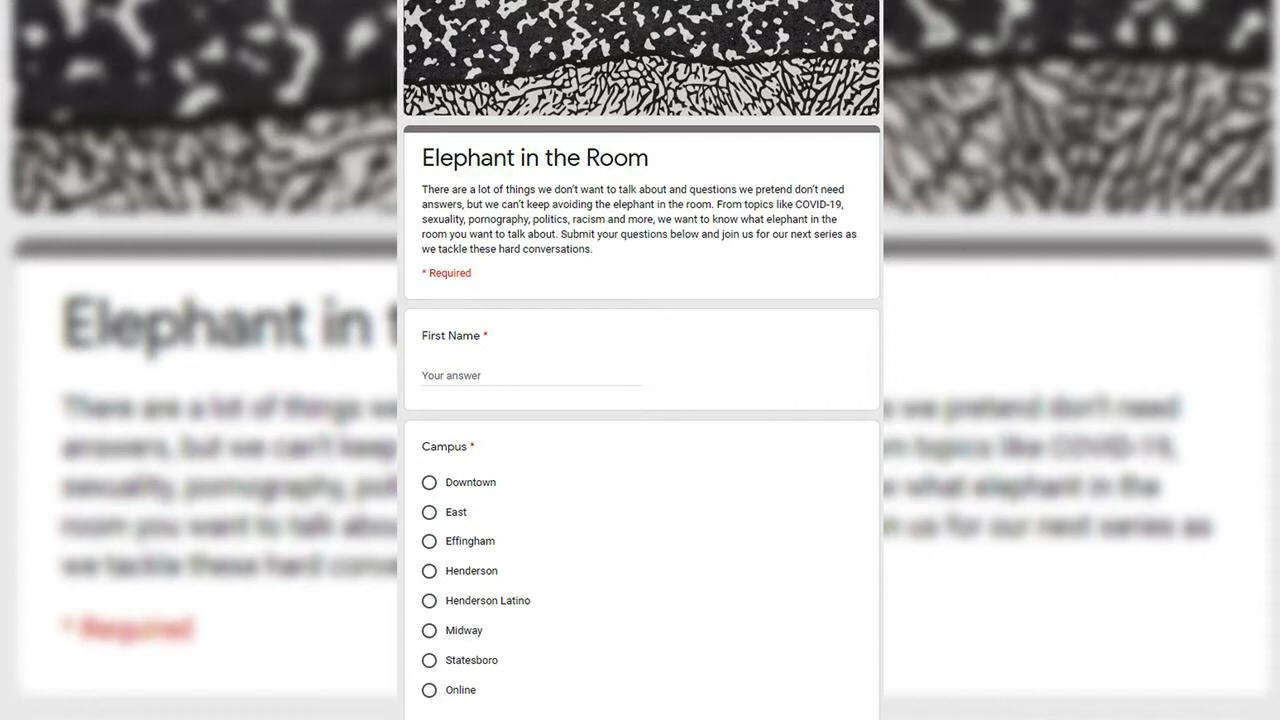 Elephant in the Room
There are a lot of things we don't want to talk about and questions we pretend don't need
answers, but we can't keep avoiding the elephant in the room. From topics like COVID-19,
sexuality, pornography, politics, racism and more, we want to know what elephant in the
room you want to talk about. Submit your questions below and join us for our next series as
we tackle these hard conversations.
* Required
First Name *
Your answer
Campus *
Downtown
East
Effingham
Henderson
Henderson Latino
Midway
Statesboro
Online